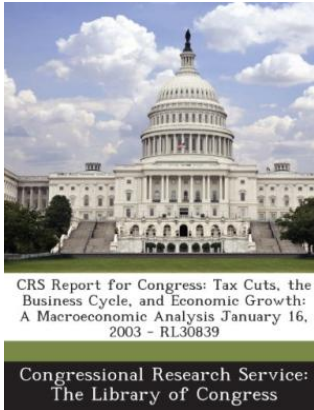 CRS Report for Congress: Tax Cuts, the
Business Cycle, and Economic Growth:
A Macroeconomic Analysis January 16,
2003 - RL30839
Congressional Research Service:
The Library of Congress